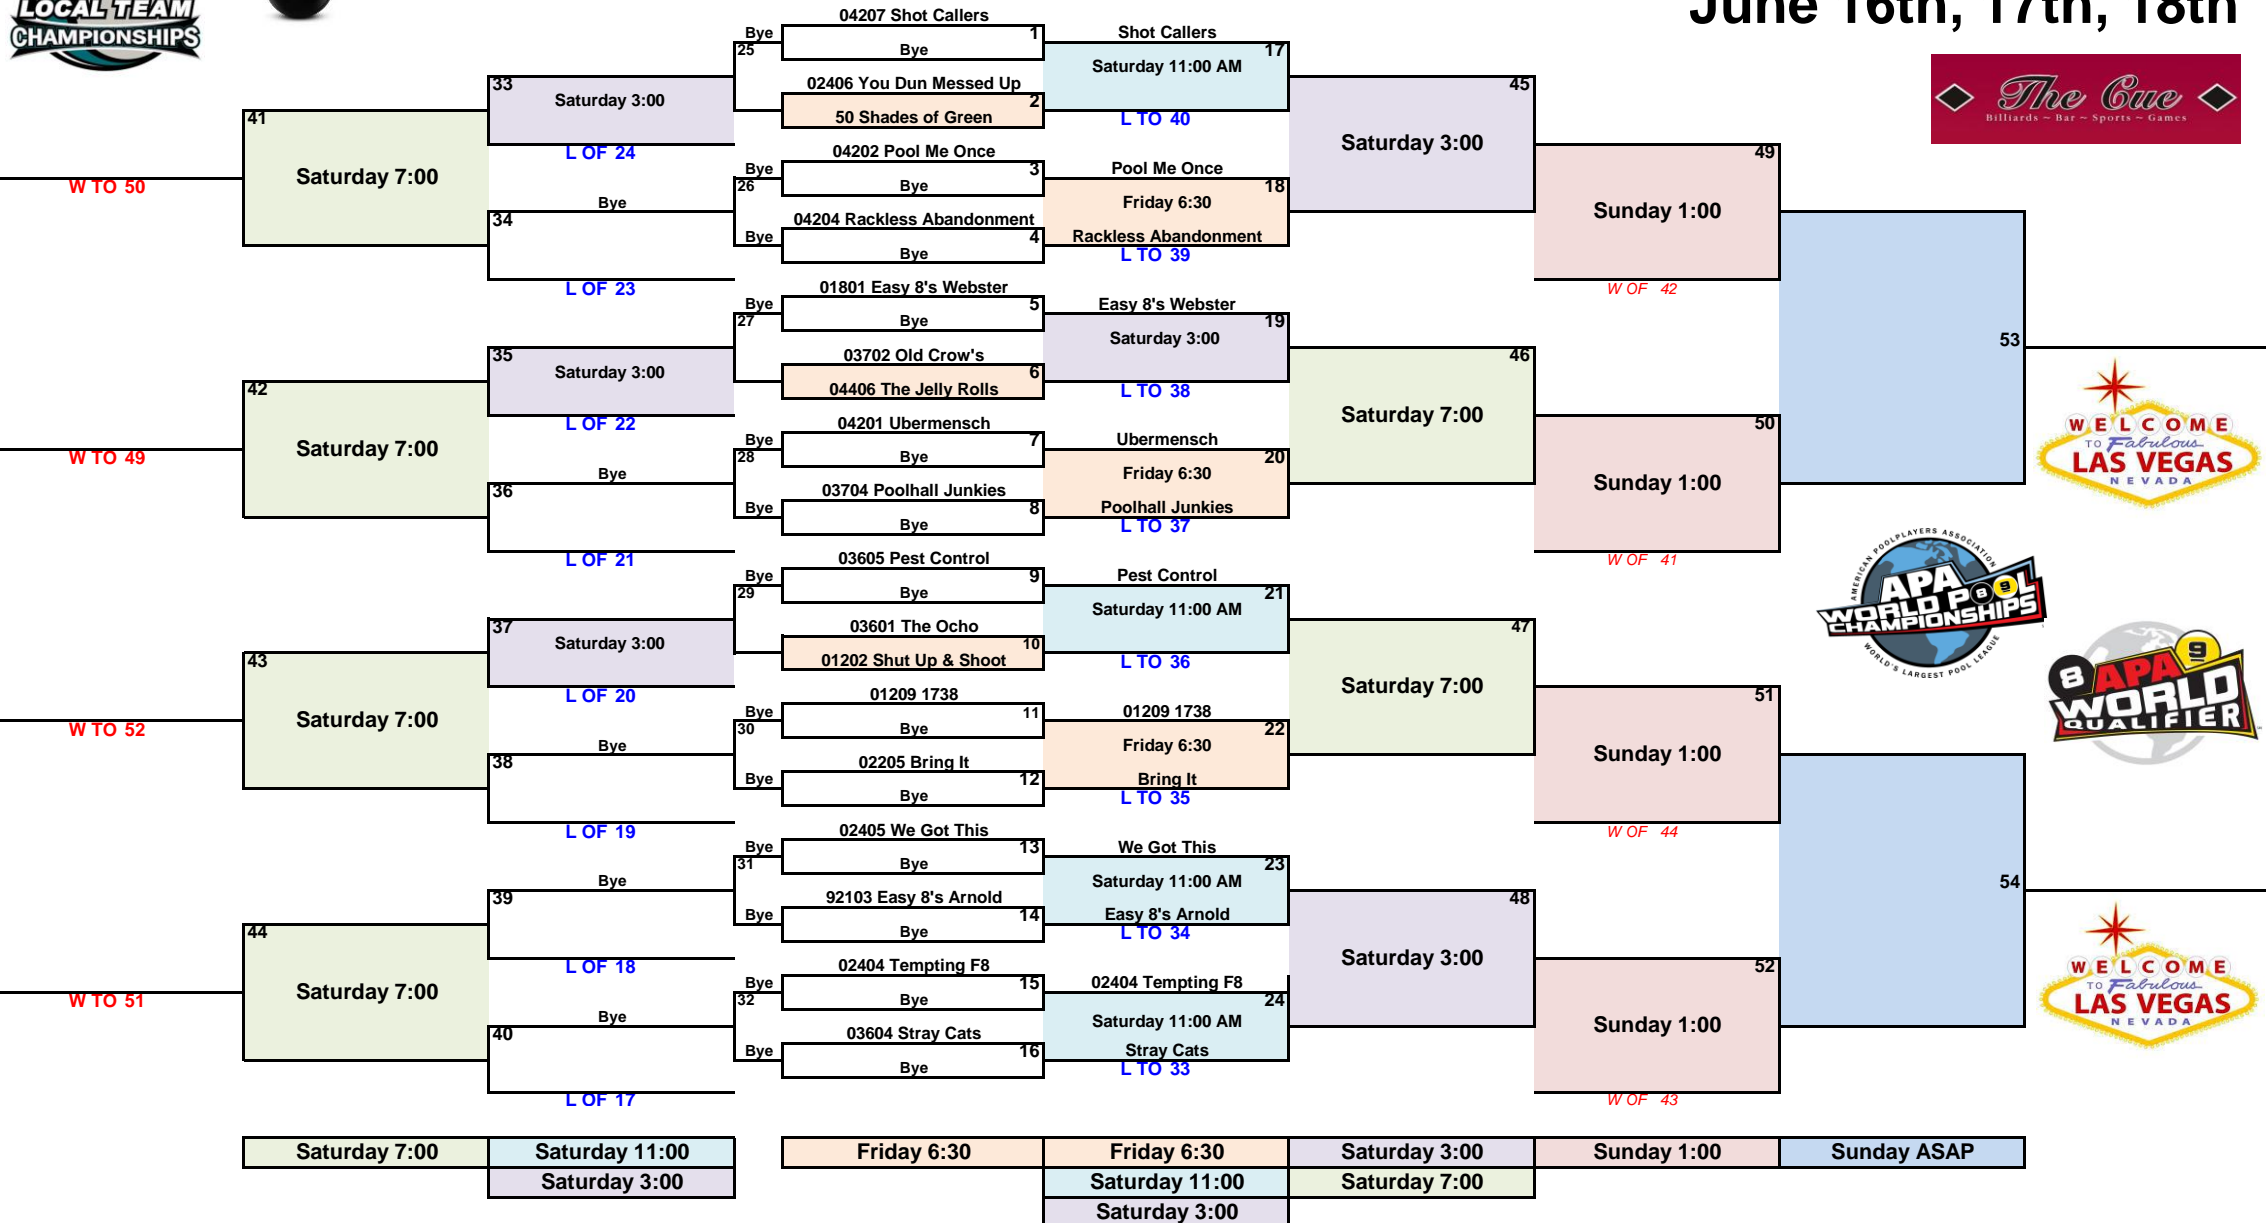 LOCAL TEAM
CHAMPIONSHIPS
June 16th, 17th, 18th
The Cue
Billiards ~ Bar ~ Sports ~ Games
41
Saturday 7:00
W TO 50
42
Saturday 7:00
W TO 49
43
Saturday 7:00
W TO 52
44
Saturday 7:00
W TO 51
33
Saturday 3:00
L OF 24
Bye
34
L OF 23
35
Saturday 3:00
L OF 22
Bye
36
L OF 21
37
Saturday 3:00
L OF 20
Bye
38
L OF 19
Bye
39
L OF 18
Bye
40
L OF 17
Bye
25
Bye
26
Bye
Bye
27
Bye
28
Bye
Bye
29
Bye
30
Bye
Bye
31
Bye
Bye
32
Bye
04207 Shot Callers
1
Bye
02406 You Dun Messed Up
2
50 Shades of Green
04202 Pool Me Once
3
Bye
04204 Rackless Abandonment
4
Bye
01801 Easy 8's Webster
5
Bye
03702 Old Crow's
6
04406 The Jelly Rolls
04201 Ubermensch
7
Bye
03704 Poolhall Junkies
8
Bye
03605 Pest Control
9
Bye
03601 The Ocho
10
01202 Shut Up & Shoot
01209 1738
11
Bye
02205 Bring It
12
Bye
02405 We Got This
13
Bye
92103 Easy 8's Arnold
14
Bye
02404 Tempting F8
15
Bye
03604 Stray Cats
16
Bye
Shot Callers
17
Saturday 11:00 AM
L TO 40
Pool Me Once
18
Friday 6:30
Rackless Abandonment
L TO 39
Easy 8's Webster
19
Saturday 3:00
L TO 38
Ubermensch
20
Friday 6:30
Poolhall Junkies
L TO 37
Pest Control
21
Saturday 11:00 AM
L TO 36
01209 1738
22
Friday 6:30
Bring It
L TO 35
We Got This
23
Saturday 11:00 AM
Easy 8's Arnold
L TO 34
02404 Tempting F8
24
Saturday 11:00 AM
Stray Cats
L TO 33
45
Saturday 3:00
46
Saturday 7:00
47
Saturday 7:00
48
Saturday 3:00
49
Sunday 1:00
W OF 42
50
Sunday 1:00
W OF 41
51
Sunday 1:00
W OF 44
52
Sunday 1:00
W OF 43
53
54
WELCOME
TO Fabulous
LAS VEGAS
NEVADA
AMERICAN POOLPLAYERS ASSOCIATION
APA
WORLD POOL
CHAMPIONSHIPS
WORLD'S LARGEST POOL LEAGUE
8 APA 9
WORLD
QUALIFIER
WELCOME
TO Fabulous
LAS VEGAS
NEVADA
Saturday 7:00 Saturday 11:00 Friday 6:30 Friday 6:30 Saturday 3:00 Sunday 1:00 Sunday ASAP
Saturday 3:00 Saturday 11:00 Saturday 7:00
Saturday 3:00